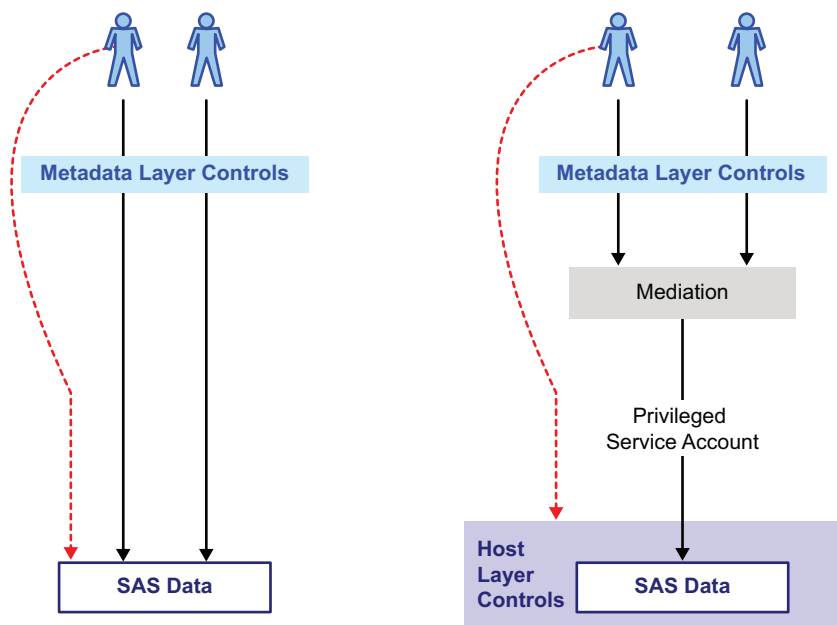 Metadata Layer Controls
SAS Data
Metadata Layer Controls
Mediation
Privileged
Service Account
Host
Layer
Controls
SAS Data